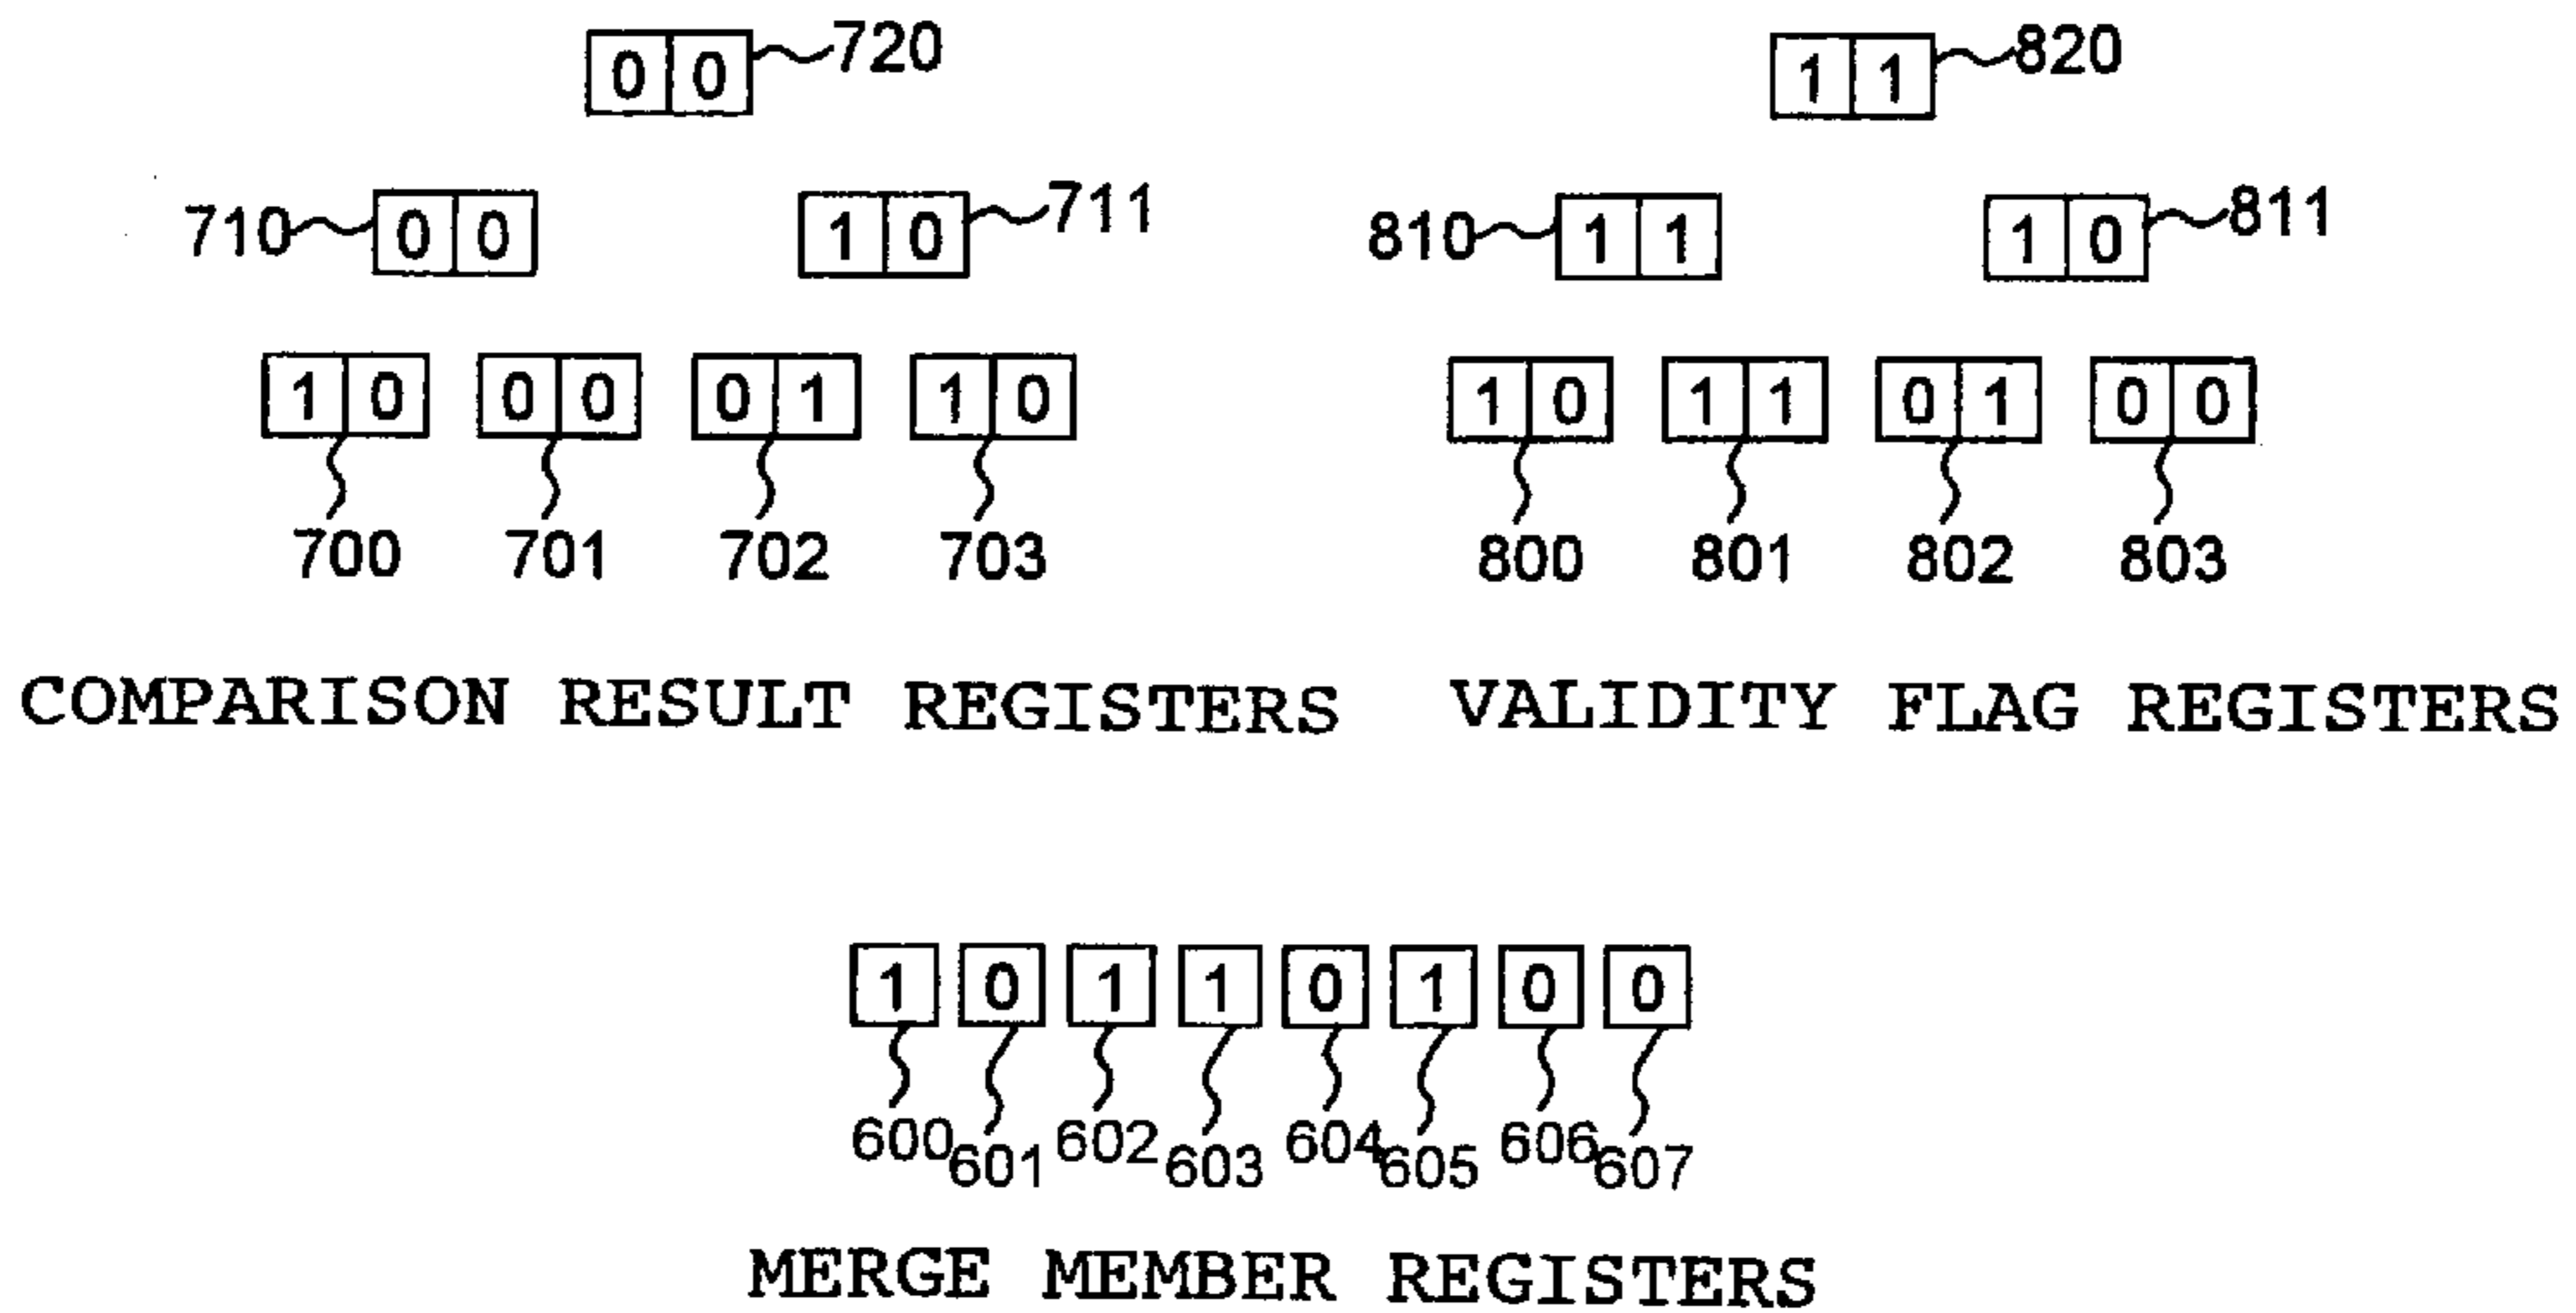 0 0 720 1 1 820
710 0 0 1 0 711 810 1 1 1 0 811
1 0 0 0 0 1 1 0 1 0 1 1 0 1 0 0
700 701 702 703 800 801 802 803
COMPARISON RESULT REGISTERS VALIDITY FLAG REGISTERS
1 0 1 1 0 1 0 0
600 601 602 603 604 605 606 607
MERGE MEMBER REGISTERS